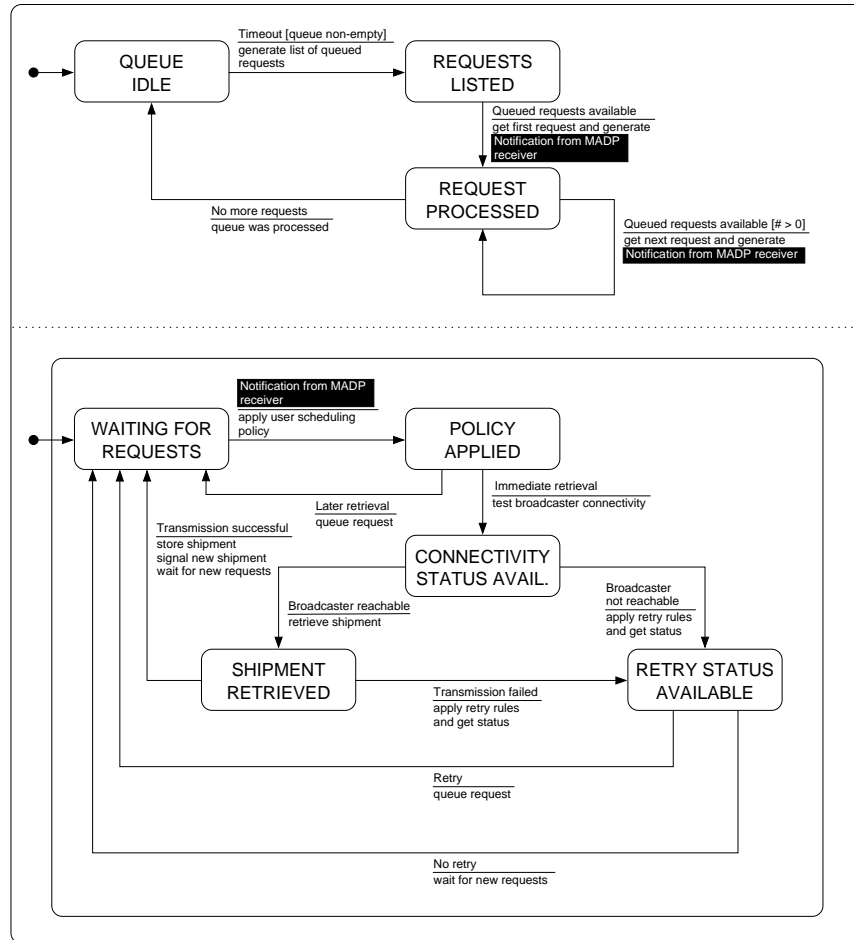 Timeout [queue non-empty]
generate list of queued
requests
QUEUE
IDLE
REQUESTS
LISTED
Queued requests available
get first request and generate
Notification from MADP
receiver
REQUEST
PROCESSED
No more requests
queue was processed
Queued requests available [# > 0]
get next request and generate
Notification from MADP receiver
Notification from MADP
receiver
apply user scheduling
policy
WAITING FOR
REQUESTS
POLICY
APPLIED
Immediate retrieval
test broadcaster connectivity
Later retrieval
queue request
Transmission successful
store shipment
signal new shipment
wait for new requests
CONNECTIVITY
STATUS AVAIL.
Broadcaster reachable
retrieve shipment
Broadcaster
not reachable
apply retry rules
and get status
SHIPMENT
RETRIEVED
RETRY STATUS
AVAILABLE
Transmission failed
apply retry rules
and get status
Retry
queue request
No retry
wait for new requests